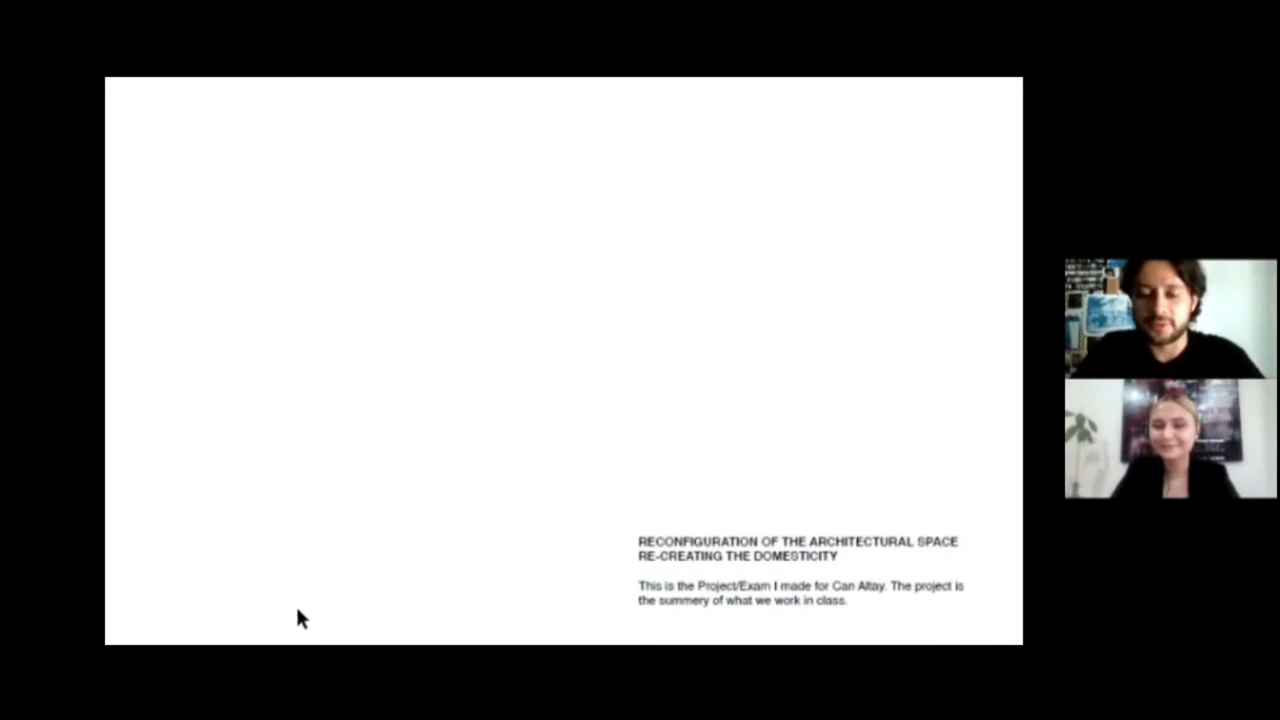 RECONFIGURATION OF THE ARCHITECTURAL SPACE
RE-CREATING THE DOMESTICITY
This is the Project/Exam I made for Can Altay. The project is
the summery of what we work in class.